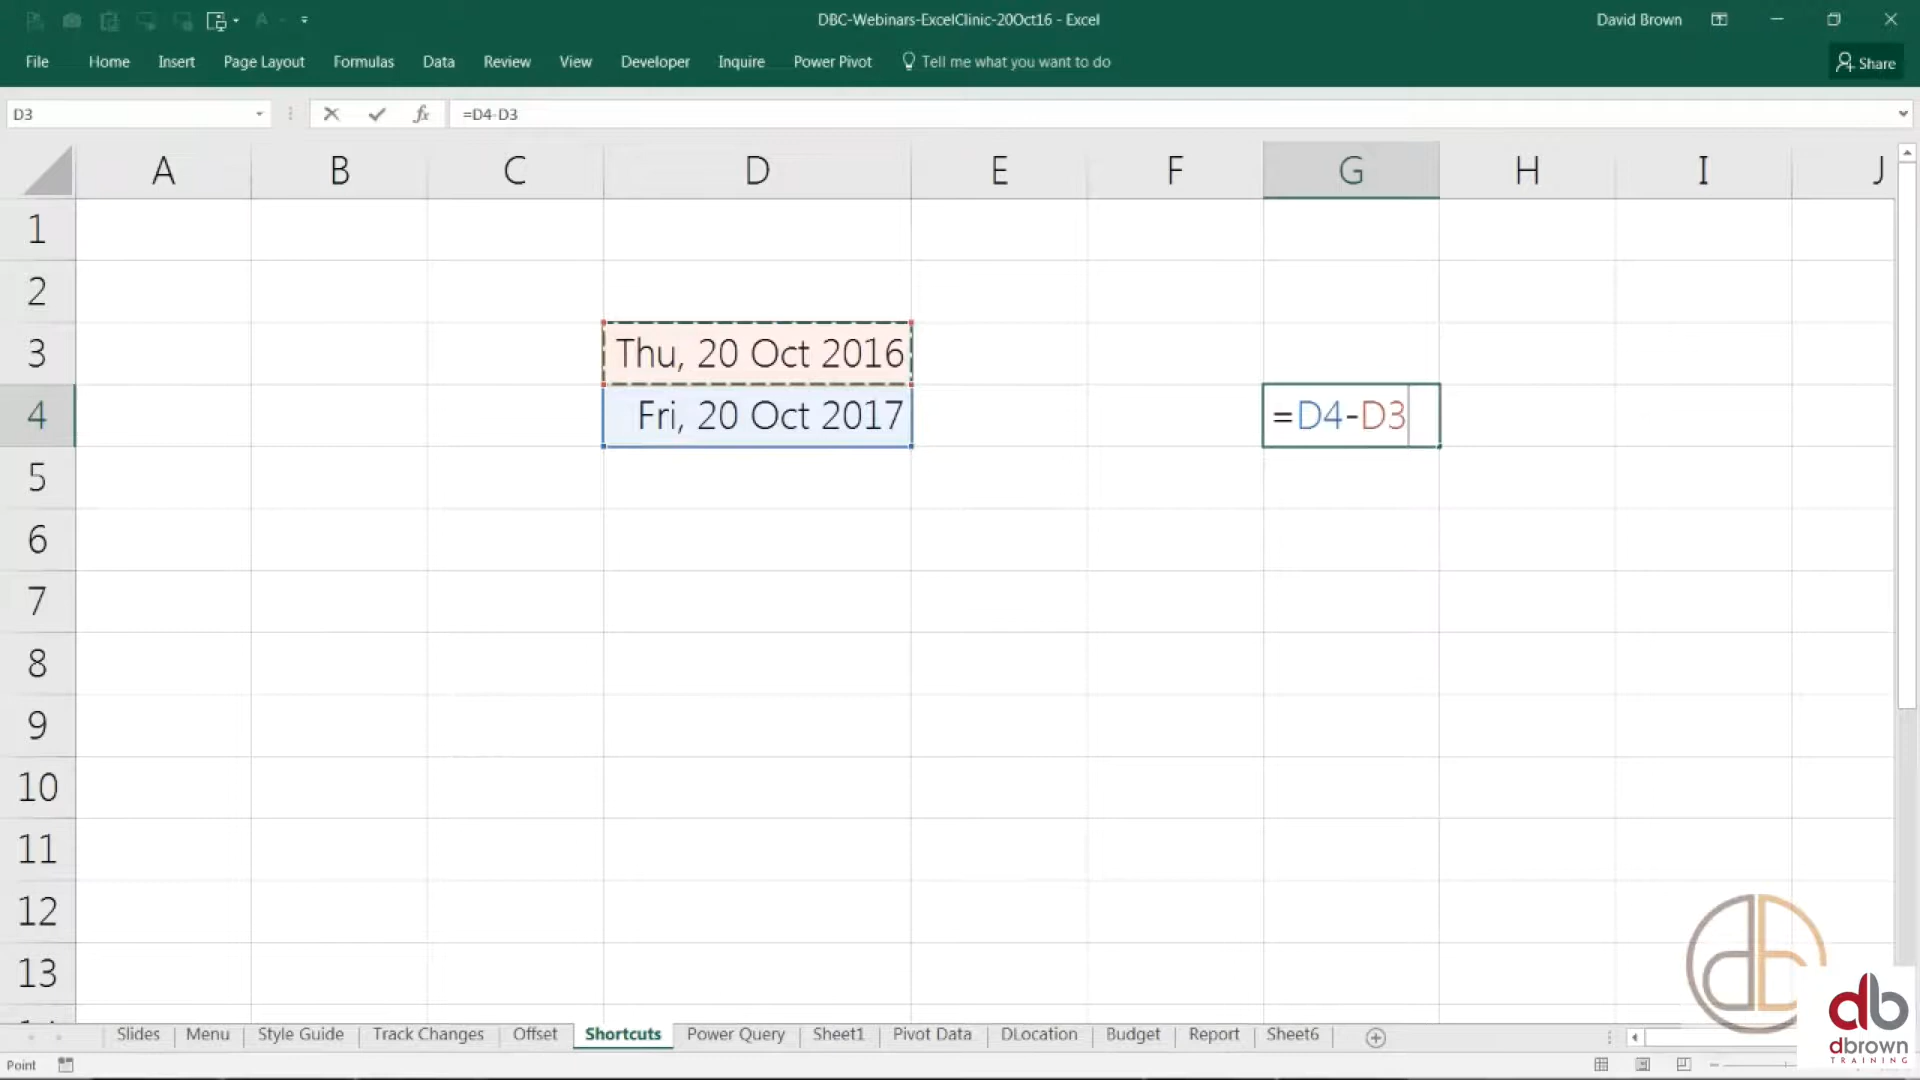 DBC-Webinars-ExcelClinic-20Oct16 - Excel
David Brown
File Home Insert Page Layout Formulas Data Review View Developer Inquire Power Pivot Tell me what you want to do
Share
D3 fx =D4-D3
A B C D E F G H I J
1
2
3 Thu, 20 Oct 2016
4 Fri, 20 Oct 2017 =D4-D3
5
6
7
8
9
10
11
12
13
Slides Menu Style Guide Track Changes Offset Shortcuts Power Query Sheet1 Pivot Data DLocation Budget Report Sheet6
Point
db
db
dbrown
TRAINING